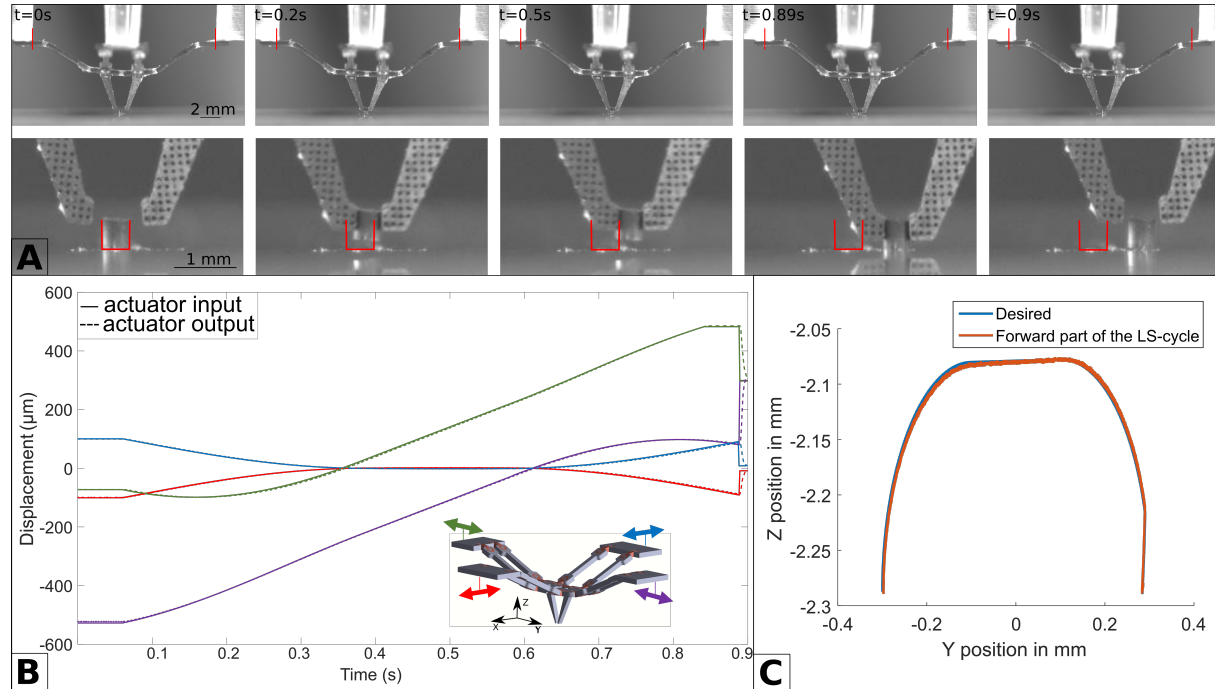 t=0s
t=0.2s
t=0.5s
t=0.89s
t=0.9s
2 mm
1 mm
A
600
400
200
0
-200
-400
-600
Displacement (µm)
actuator input
actuator output
Z
X
Y
0.1
0.2
0.3
0.4
0.5
0.6
0.7
0.8
0.9
Time (s)
B
Desired
Forward part of the LS-cycle
-2.05
-2.1
-2.15
-2.2
-2.25
-2.3
Z position in mm
-0.4
-0.2
0
0.2
0.4
Y position in mm
C